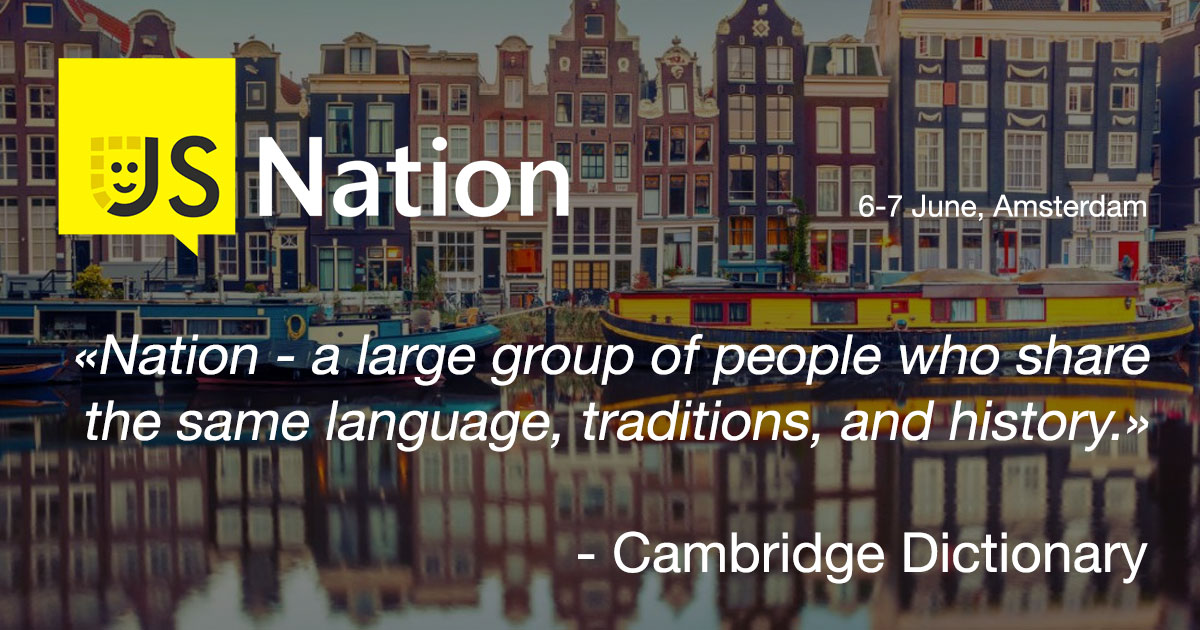 JS Nation
6-7 June, Amsterdam
«Nation - a large group of people who share
the same language, traditions, and history.»
- Cambridge Dictionary